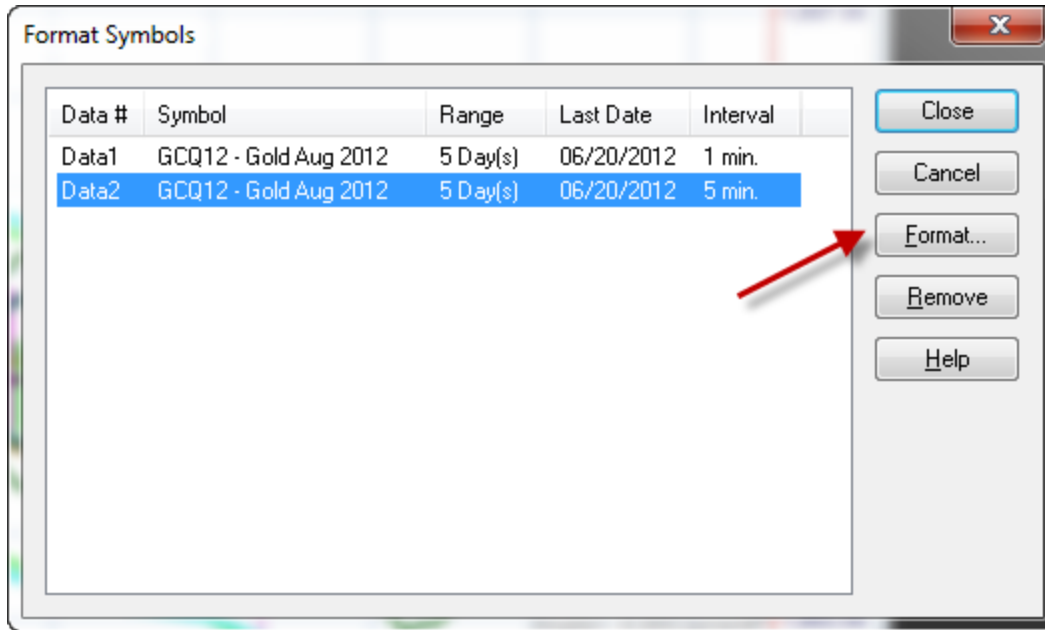 Format Symbols
Data # Symbol Range Last Date Interval
Data1 GCQ12 - Gold Aug 2012 5 Day(s) 06/20/2012 1 min.
Data2 GCQ12 - Gold Aug 2012 5 Day(s) 06/20/2012 5 min.
Close
Cancel
Format...
Remove
Help